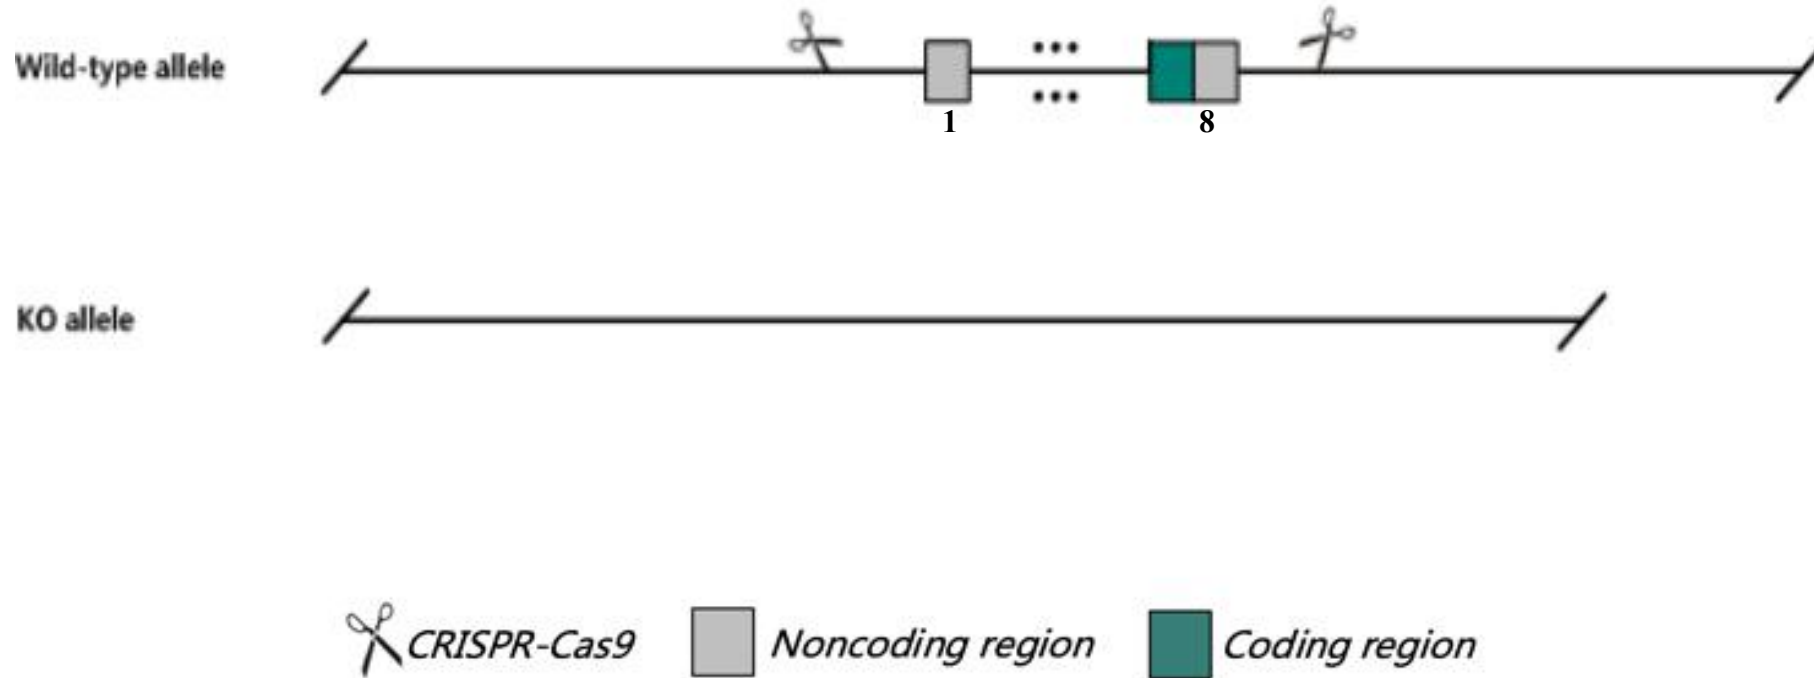 Wild-type allele
1
8
KO allele
CRISPR-Cas9
Noncoding region
Coding region